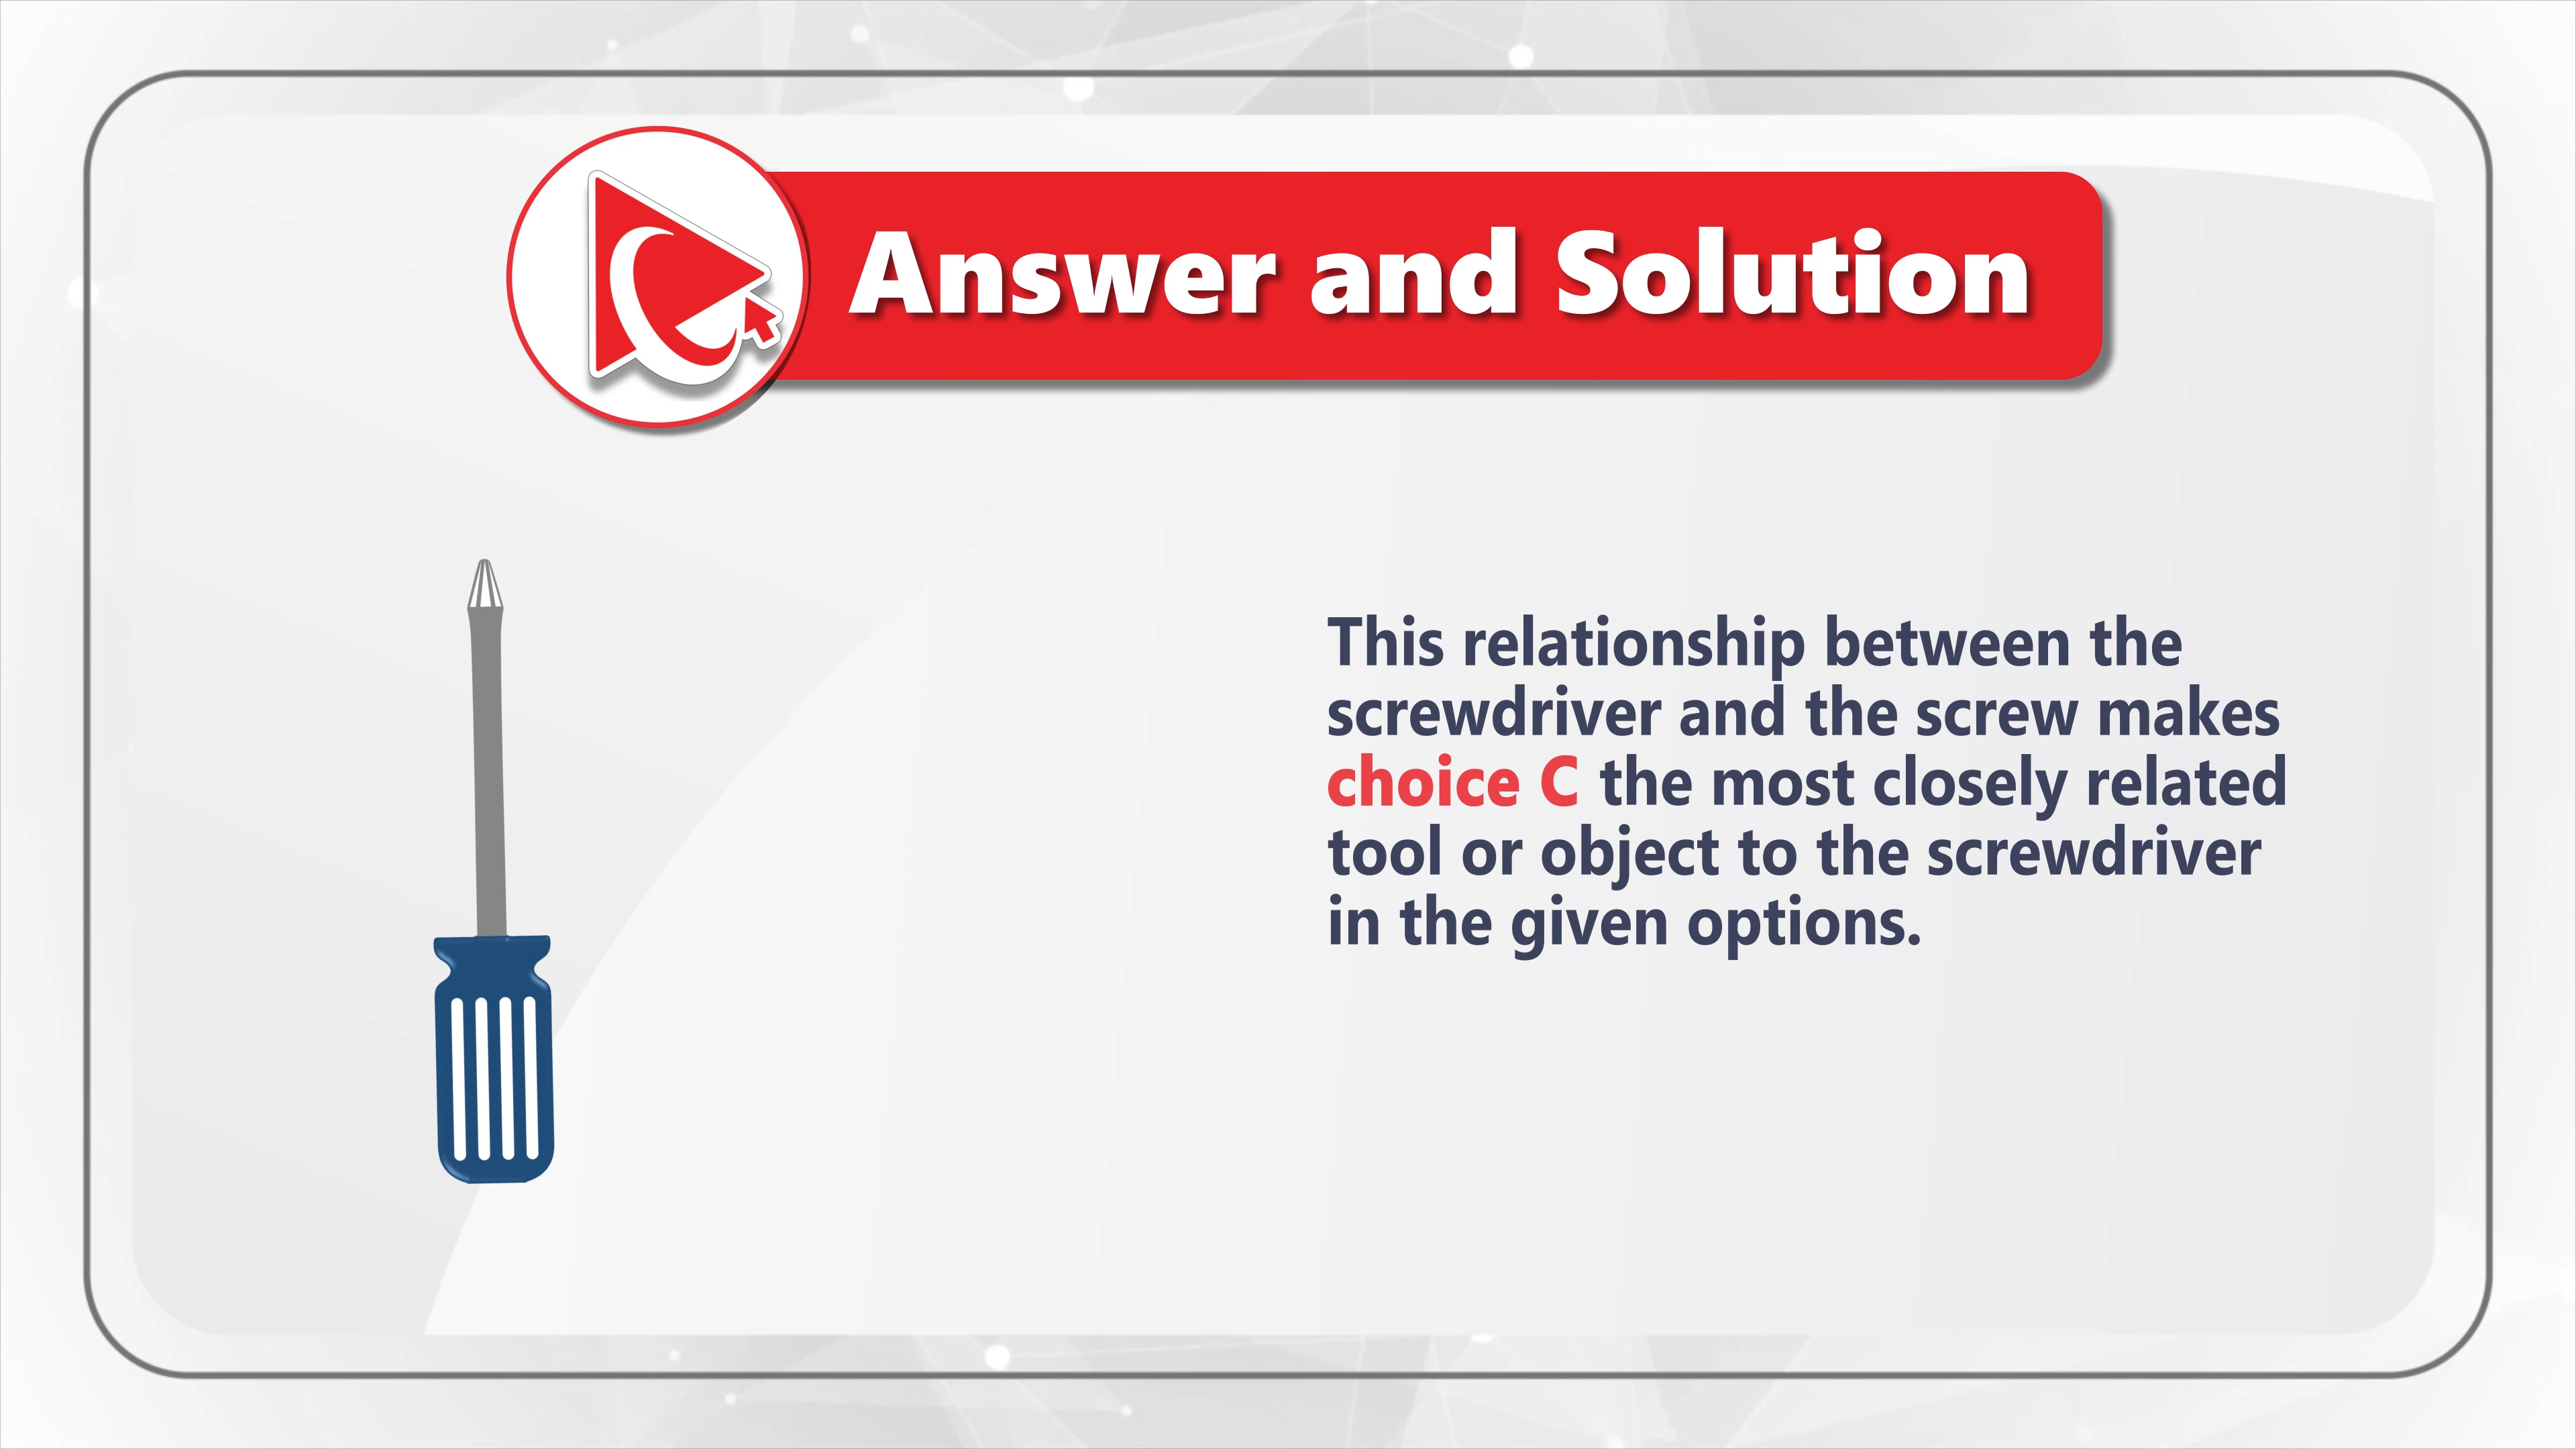 Answer and Solution
This relationship between the
screwdriver and the screw makes
choice C the most closely related
tool or object to the screwdriver
in the given options.